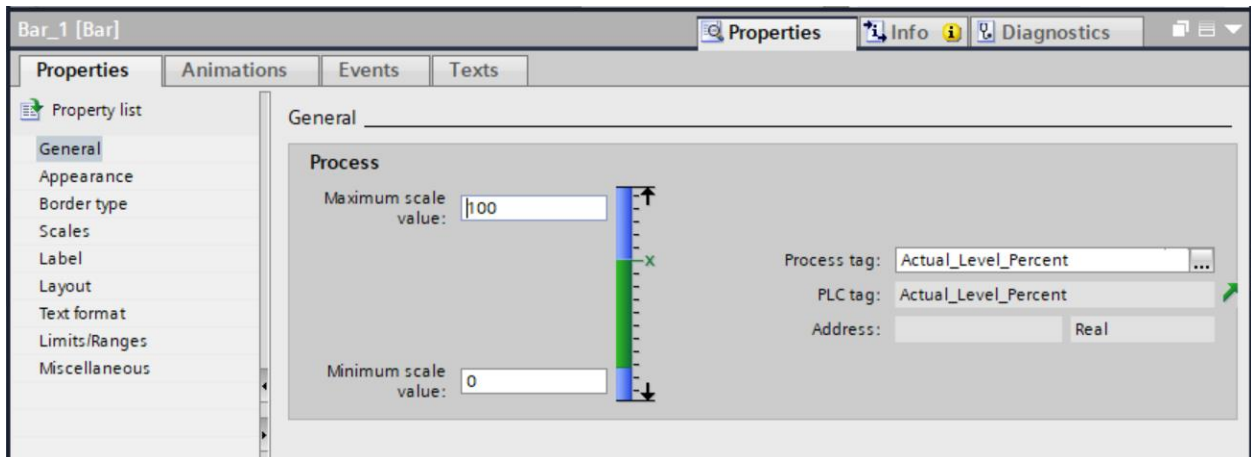 Bar_1 [Bar]
Properties
Info
Diagnostics
Properties
Animations
Events
Texts
Property list
General
Appearance
Border type
Scales
Label
Layout
Text format
Limits/Ranges
Miscellaneous
General
Process
Maximum scale
value:
100
x
Process tag:
Actual_Level_Percent
...
PLC tag:
Actual_Level_Percent
Address:
Real
Minimum scale
value:
0